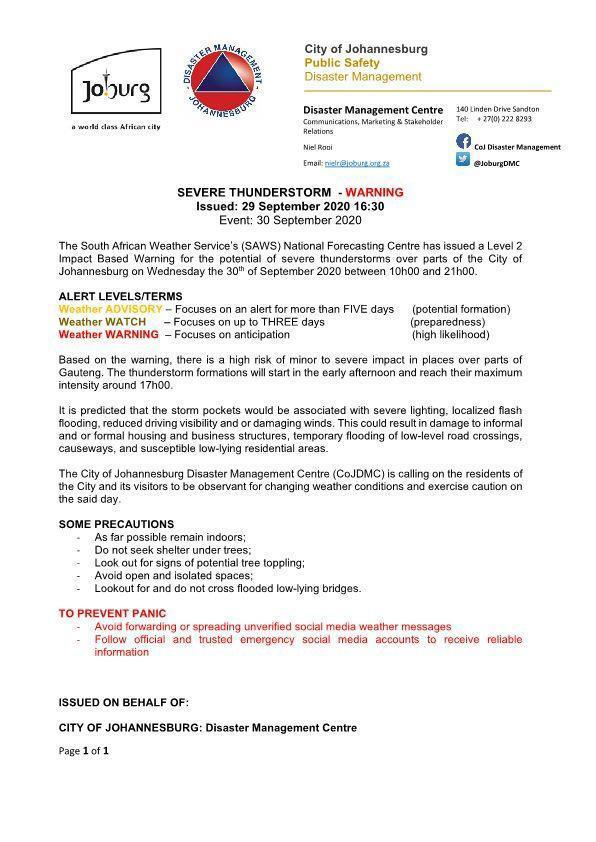 Joburg
a world class African city
DISASTER MANAGEMENT
JOHANNESBURG
City of Johannesburg
Public Safety
Disaster Management
Disaster Management Centre
Communications, Marketing & Stakeholder
Relations
Niel Rooi
Email: nielr@joburg.org.za
140 Linden Drive Sandton
Tel: + 27(0) 222 8293
CoJ Disaster Management
@JoburgDMC
SEVERE THUNDERSTORM - WARNING
Issued: 29 September 2020 16:30
Event: 30 September 2020
The South African Weather Service's (SAWS) National Forecasting Centre has issued a Level 2
Impact Based Warning for the potential of severe thunderstorms over parts of the City of
Johannesburg on Wednesday the 30th of September 2020 between 10h00 and 21h00.
ALERT LEVELS/TERMS
Weather ADVISORY – Focuses on an alert for more than FIVE days (potential formation)
Weather WATCH – Focuses on up to THREE days (preparedness)
Weather WARNING – Focuses on anticipation (high likelihood)
Based on the warning, there is a high risk of minor to severe impact in places over parts of
Gauteng. The thunderstorm formations will start in the early afternoon and reach their maximum
intensity around 17h00.
It is predicted that the storm pockets would be associated with severe lighting, localized flash
flooding, reduced driving visibility and or damaging winds. This could result in damage to informal
and or formal housing and business structures, temporary flooding of low-level road crossings,
causeways, and susceptible low-lying residential areas.
The City of Johannesburg Disaster Management Centre (CoJDMC) is calling on the residents of
the City and its visitors to be observant for changing weather conditions and exercise caution on
the said day.
SOME PRECAUTIONS
- As far possible remain indoors;
- Do not seek shelter under trees;
- Look out for signs of potential tree toppling;
- Avoid open and isolated spaces;
- Lookout for and do not cross flooded low-lying bridges.
TO PREVENT PANIC
- Avoid forwarding or spreading unverified social media weather messages
- Follow official and trusted emergency social media accounts to receive reliable
information
ISSUED ON BEHALF OF:
CITY OF JOHANNESBURG: Disaster Management Centre
Page 1 of 1